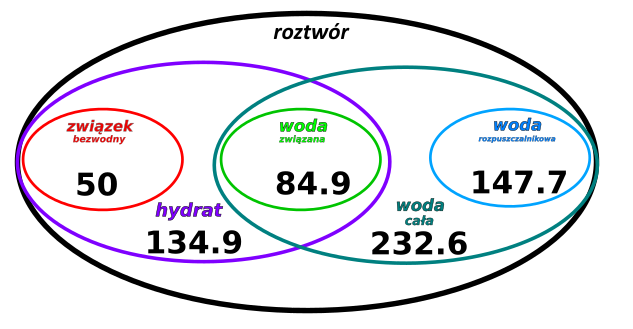 roztwór
związek
bezwodny
50
woda
związana
84.9
woda
rozpuszczalnikowa
147.7
hydrat
134.9
woda
cała
232.6